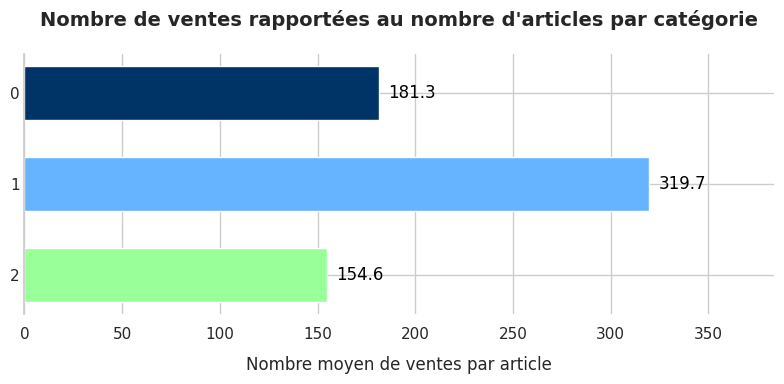 Nombre de ventes rapportées au nombre d'articles par catégorie
0
181.3
1
319.7
2
154.6
0 50 100 150 200 250 300 350
Nombre moyen de ventes par article